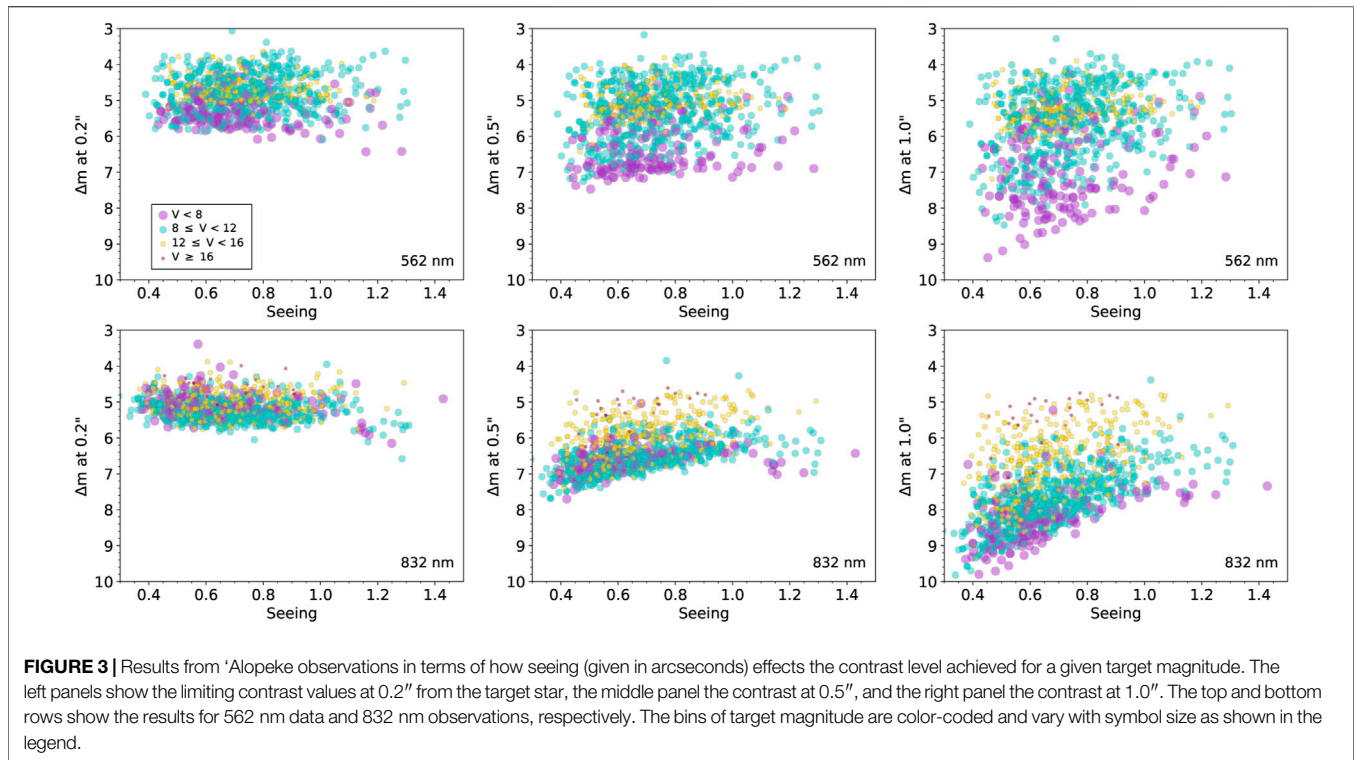 3
4
5
6
7
8
9
10
Δm at 0.2"
0.4 0.6 0.8 1.0 1.2 1.4
Seeing
V < 8
8 ≤ V < 12
12 ≤ V < 16
V ≥ 16
562 nm
3
4
5
6
7
8
9
10
Δm at 0.5"
0.4 0.6 0.8 1.0 1.2 1.4
Seeing
562 nm
3
4
5
6
7
8
9
10
Δm at 1.0"
0.4 0.6 0.8 1.0 1.2 1.4
Seeing
562 nm
3
4
5
6
7
8
9
10
Δm at 0.2"
0.4 0.6 0.8 1.0 1.2 1.4
Seeing
832 nm
3
4
5
6
7
8
9
10
Δm at 0.5"
0.4 0.6 0.8 1.0 1.2 1.4
Seeing
832 nm
3
4
5
6
7
8
9
10
Δm at 1.0"
0.4 0.6 0.8 1.0 1.2 1.4
Seeing
832 nm
FIGURE 3 | Results from ‘Alopeke observations in terms of how seeing (given in arcseconds) effects the contrast level achieved for a given target magnitude. The
left panels show the limiting contrast values at 0.2″ from the target star, the middle panel the contrast at 0.5″, and the right panel the contrast at 1.0″. The top and bottom
rows show the results for 562 nm data and 832 nm observations, respectively. The bins of target magnitude are color-coded and vary with symbol size as shown in the
legend.